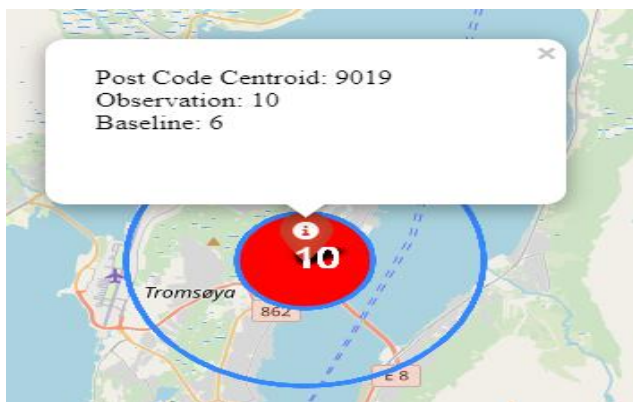 ×
Post Code Centroid: 9019
Observation: 10
Baseline: 6
i
10
Tromsøya
862
E 8